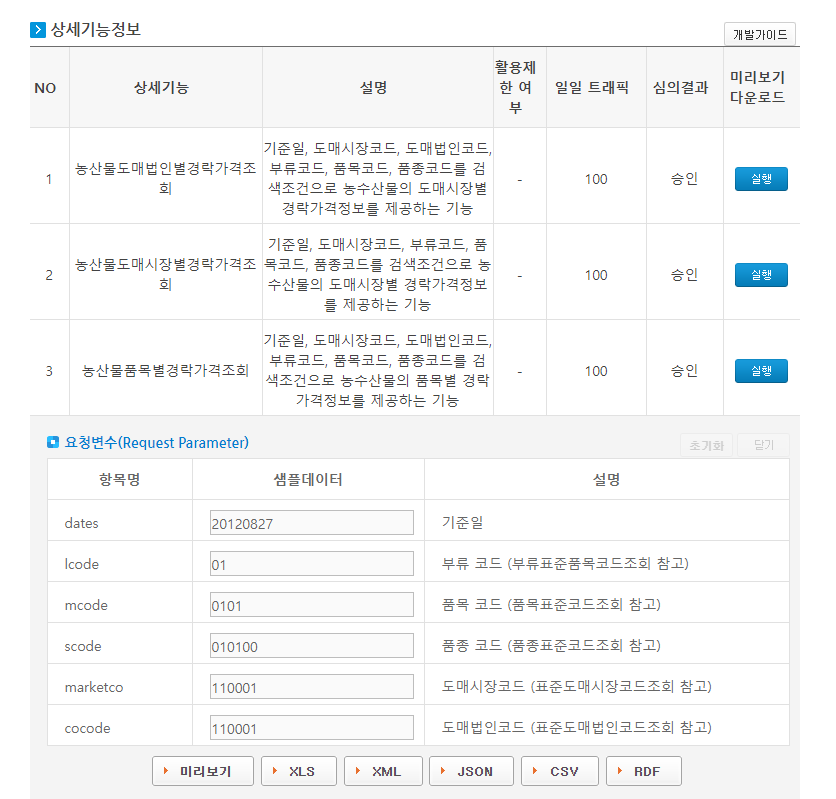 상세기능정보
개발가이드
NO 상세기능 설명 활용제한 여부 일일 트래픽 심의결과 미리보기 다운로드
1 농산물도매법인별경락가격조회 기준일, 도매시장코드, 도매법인코드, 부류코드, 품목코드, 품종코드를 검색조건으로 농수산물의 도매시장별 경락가격정보를 제공하는 기능 - 100 승인 실행
2 농산물도매시장별경락가격조회 기준일, 도매시장코드, 부류코드, 품목코드, 품종코드를 검색조건으로 농수산물의 도매시장별 경락가격정보를 제공하는 기능 - 100 승인 실행
3 농산물품목별경락가격조회 기준일, 도매시장코드, 도매법인코드, 부류코드, 품목코드, 품종코드를 검색조건으로 농수산물의 품목별 경락가격정보를 제공하는 기능 - 100 승인 실행
요청변수(Request Parameter)
초기화 닫기
항목명 샘플데이터 설명
dates 20120827 기준일
lcode 01 부류 코드 (부류표준품목코드조회 참고)
mcode 0101 품목 코드 (품목표준코드조회 참고)
scode 010100 품종 코드 (품종표준코드조회 참고)
marketco 110001 도매시장코드 (표준도매시장코드조회 참고)
cocode 110001 도매법인코드 (표준도매법인코드조회 참고)
미리보기 XLS XML JSON CSV RDF